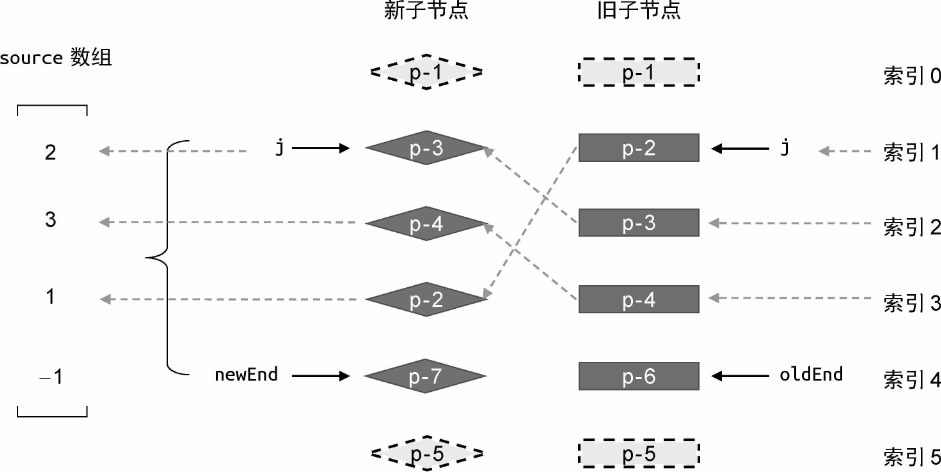 新子节点 旧子节点
source 数组 p-1 p-1 索引 0
2 j p-3 p-2 j 索引 1
3 p-4 p-3 索引 2
1 p-2 p-4 索引 3
−1 newEnd p-7 p-6 oldEnd 索引 4
p-5 p-5 索引 5